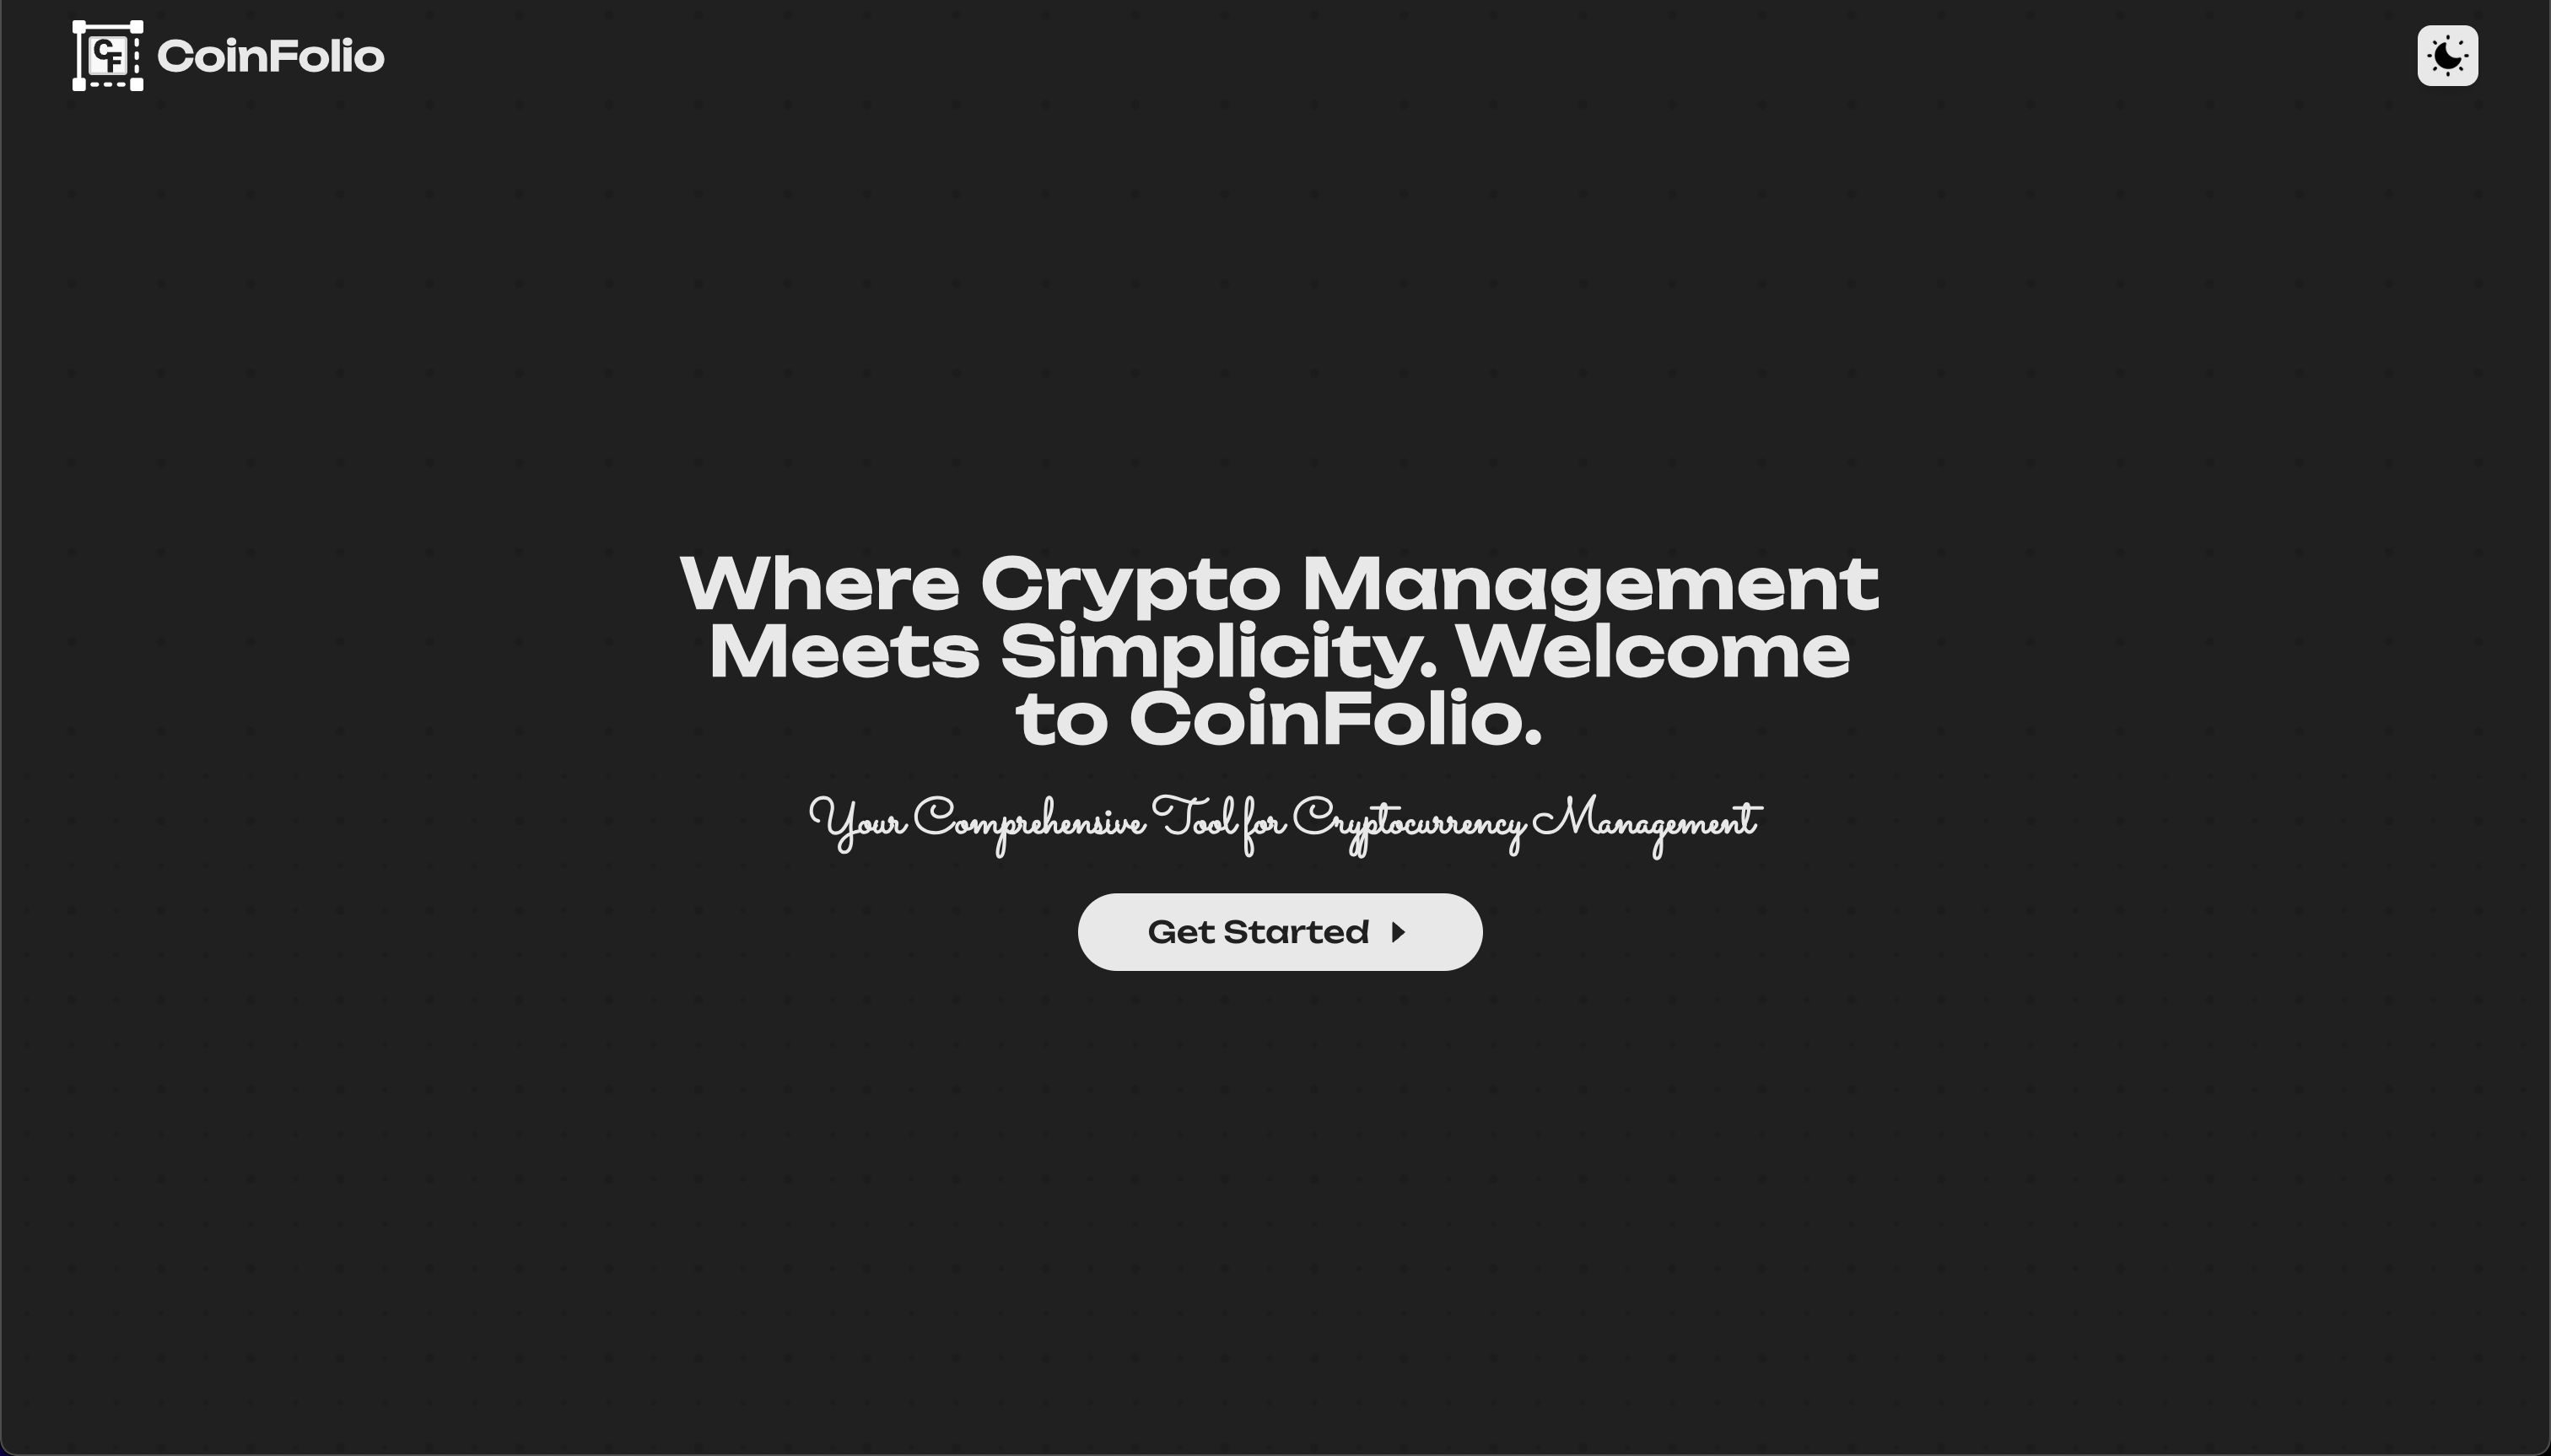 CF CoinFolio
Where Crypto Management
Meets Simplicity. Welcome
to CoinFolio.
Your Comprehensive Tool for Cryptocurrency Management
Get Started